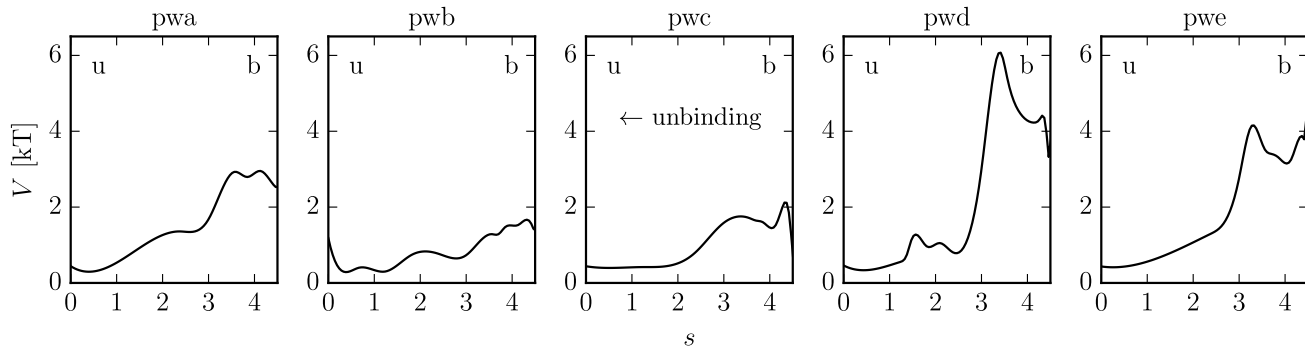 pwa pwb pwc pwd pwe
V [kT]
6 6 6 6 6
u b u b u b u b u b
4 4 4 4 4
← unbinding
2 2 2 2 2
0 0 0 0 0
0 1 2 3 4 0 1 2 3 4 0 1 2 3 4 0 1 2 3 4 0 1 2 3 4
s